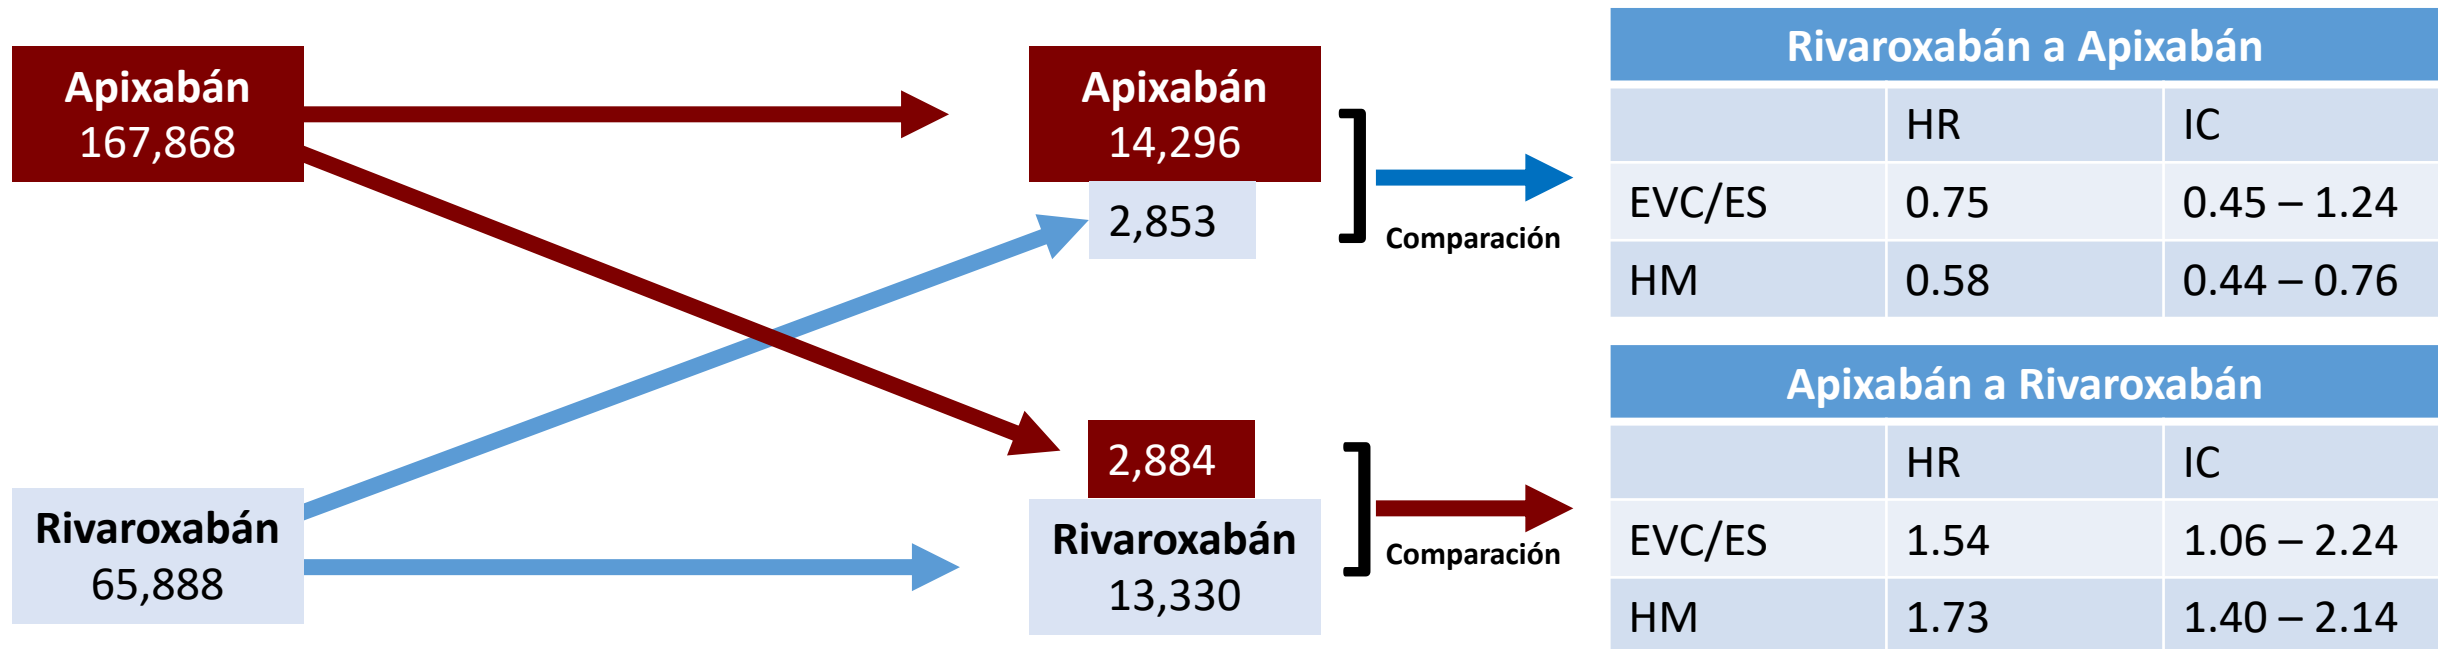 Apixabán
167,868
Rivaroxabán
65,888
Apixabán
14,296
2,853
2,884
Rivaroxabán
13,330
Comparación
Comparación
Rivaroxabán a Apixabán
HR IC
EVC/ES 0.75 0.45 – 1.24
HM 0.58 0.44 – 0.76
Apixabán a Rivaroxabán
HR IC
EVC/ES 1.54 1.06 – 2.24
HM 1.73 1.40 – 2.14